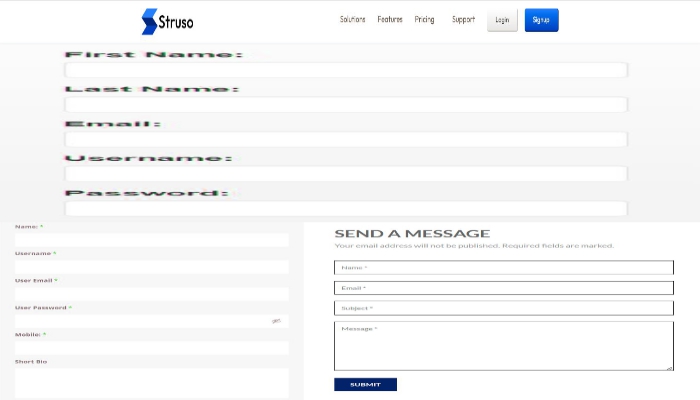 Struso
Solutions Features Pricing Support Login Signup
First Name:
Last Name:
Email:
Username:
Password:
Name: *
Username *
User Email *
User Password *
Mobile: *
Short Bio
SEND A MESSAGE
Your email address will not be published. Required fields are marked.
Name *
Email *
Subject *
Message *
SUBMIT